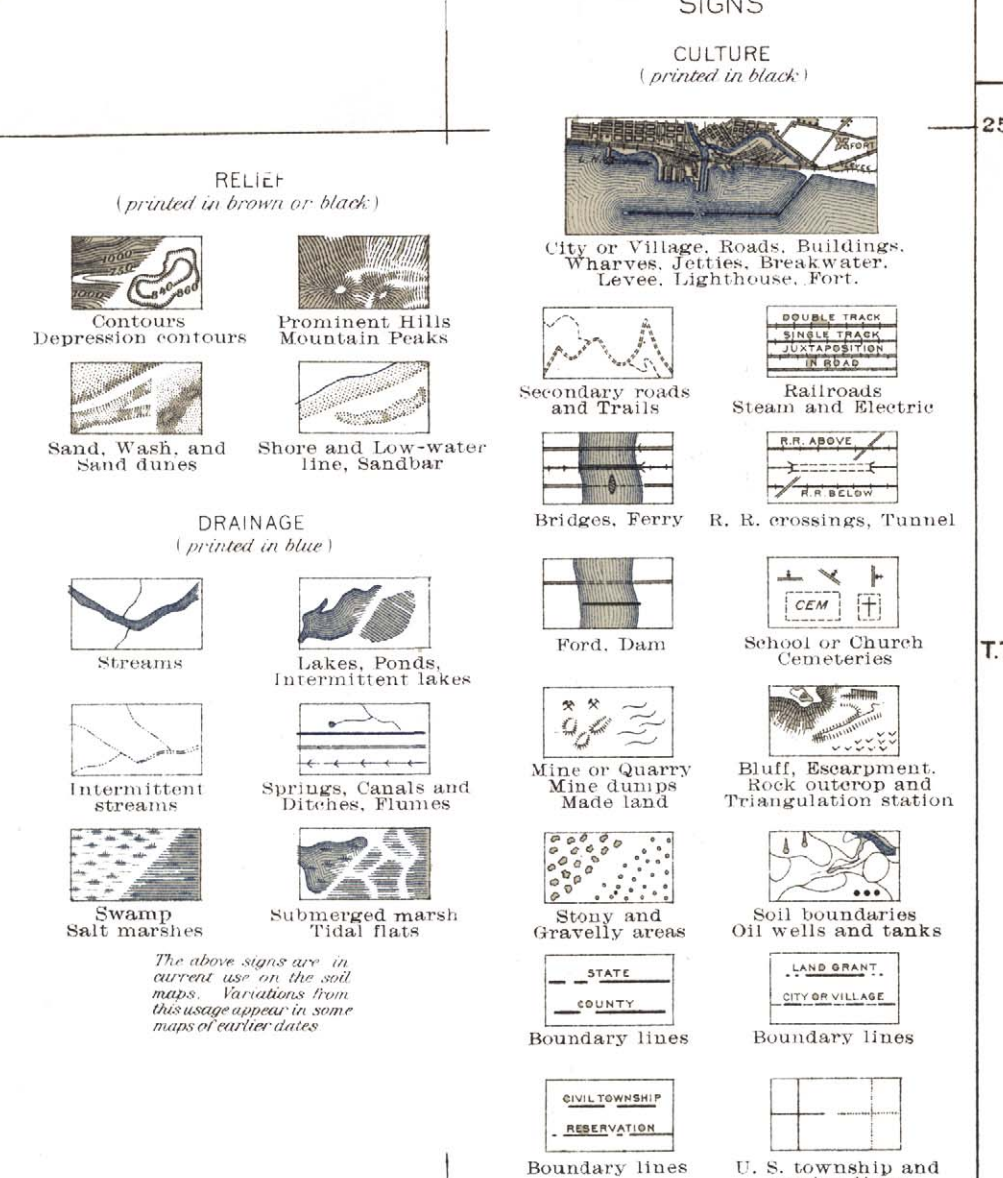 RELIEF
(printed in brown or black)
1000
750
1000
840
860
Contours
Depression contours
Prominent Hills
Mountain Peaks
Sand, Wash, and
Sand dunes
Shore and Low-water
line, Sandbar
DRAINAGE
(printed in blue)
Streams
Lakes, Ponds,
Intermittent lakes
Intermittent
streams
Springs, Canals and
Ditches, Flumes
Swamp
Salt marshes
Submerged marsh
Tidal flats
The above signs are in
current use on the soil
maps. Variations from
this usage appear in some
maps of earlier dates
SIGNS
CULTURE
(printed in black)
L.H.
FORT
LEVEE
City or Village, Roads, Buildings,
Wharves, Jetties, Breakwater,
Levee, Lighthouse, Fort.
Secondary roads
and Trails
DOUBLE TRACK
SINGLE TRACK
JUXTAPOSITION
IN ROAD
Railroads
Steam and Electric
Bridges, Ferry
R.R. ABOVE
R.R. BELOW
R. R. crossings, Tunnel
Ford, Dam
CEM
School or Church
Cemeteries
Mine or Quarry
Mine dumps
Made land
Bluff, Escarpment,
Rock outcrop and
Triangulation station
Stony and
Gravelly areas
Soil boundaries
Oil wells and tanks
STATE
COUNTY
Boundary lines
LAND GRANT
CITY OR VILLAGE
Boundary lines
CIVIL TOWNSHIP
RESERVATION
Boundary lines
U. S. township and
25
T.